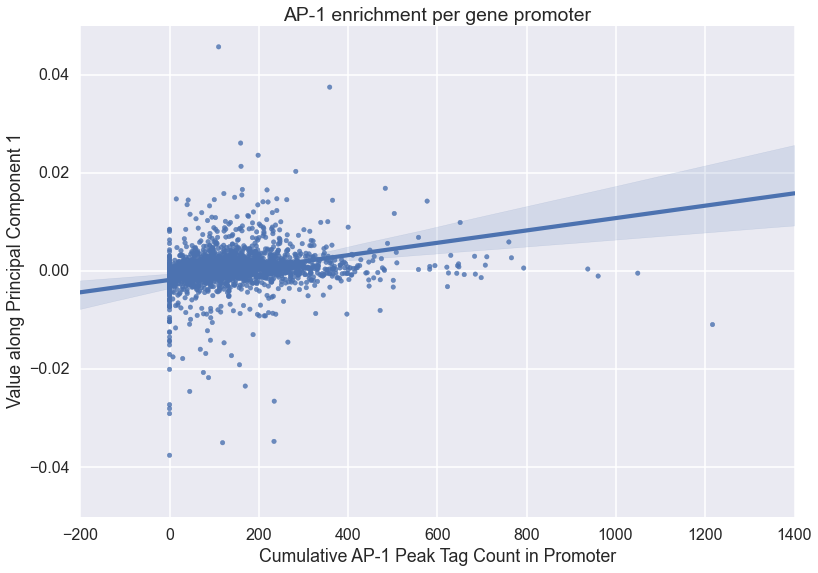 AP-1 enrichment per gene promoter
Value along Principal Component 1
0.04
0.02
0.00
−0.02
−0.04
−200 0 200 400 600 800 1000 1200 1400
Cumulative AP-1 Peak Tag Count in Promoter